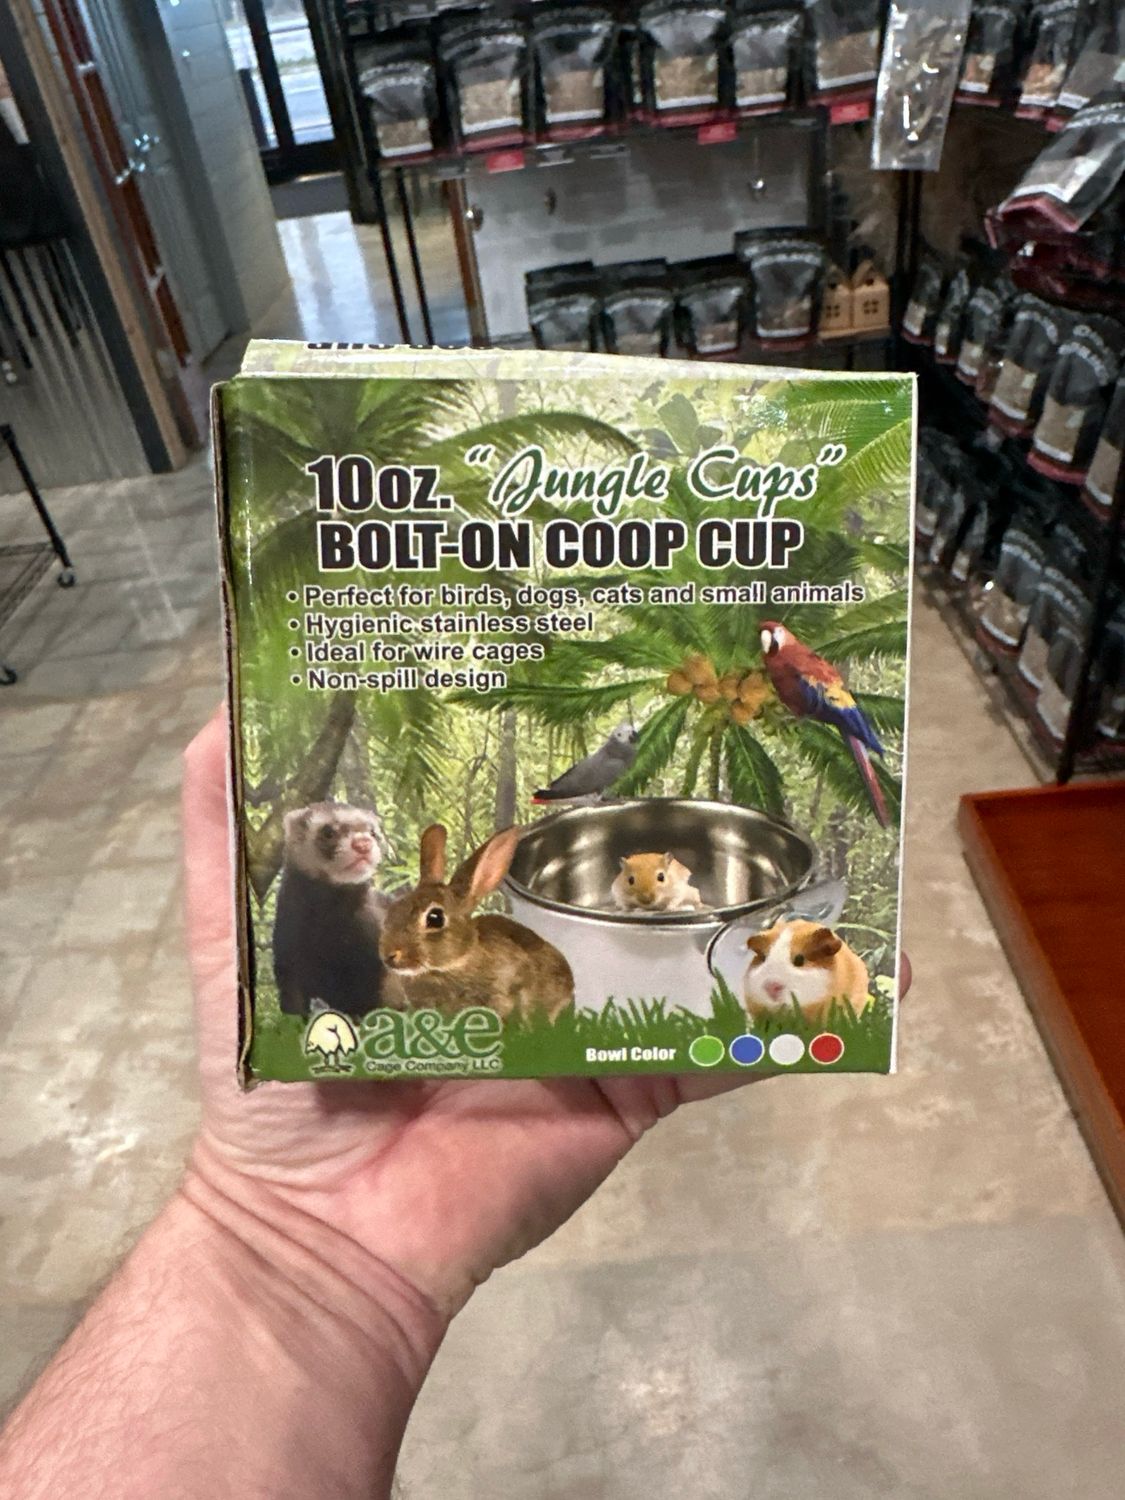 10oz. “Jungle Cups”
BOLT-ON COOP CUP
• Perfect for birds, dogs, cats and small animals
• Hygienic stainless steel
• Ideal for wire cages
• Non-spill design
a&e
Cage Company LLC
Bowl Color